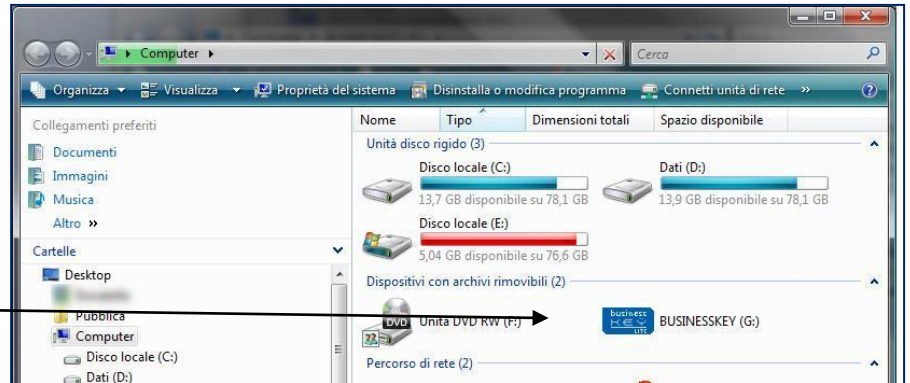 Computer
Cerca
Organizza Visualizza Proprietà del sistema Disinstalla o modifica programma Connetti unità di rete »
Collegamenti preferiti
Documenti
Immagini
Musica
Altro »
Cartelle
Desktop
Pubblica
Computer
Disco locale (C:)
Dati (D:)
Nome Tipo Dimensioni totali Spazio disponibile
Unità disco rigido (3)
Disco locale (C:)
13,7 GB disponibile su 78,1 GB
Dati (D:)
13,9 GB disponibile su 78,1 GB
Disco locale (E:)
5,04 GB disponibile su 76,6 GB
Dispositivi con archivi rimovibili (2)
DVD
Unità DVD RW (F:)
business
KEY
LITE
BUSINESSKEY (G:)
Percorso di rete (2)